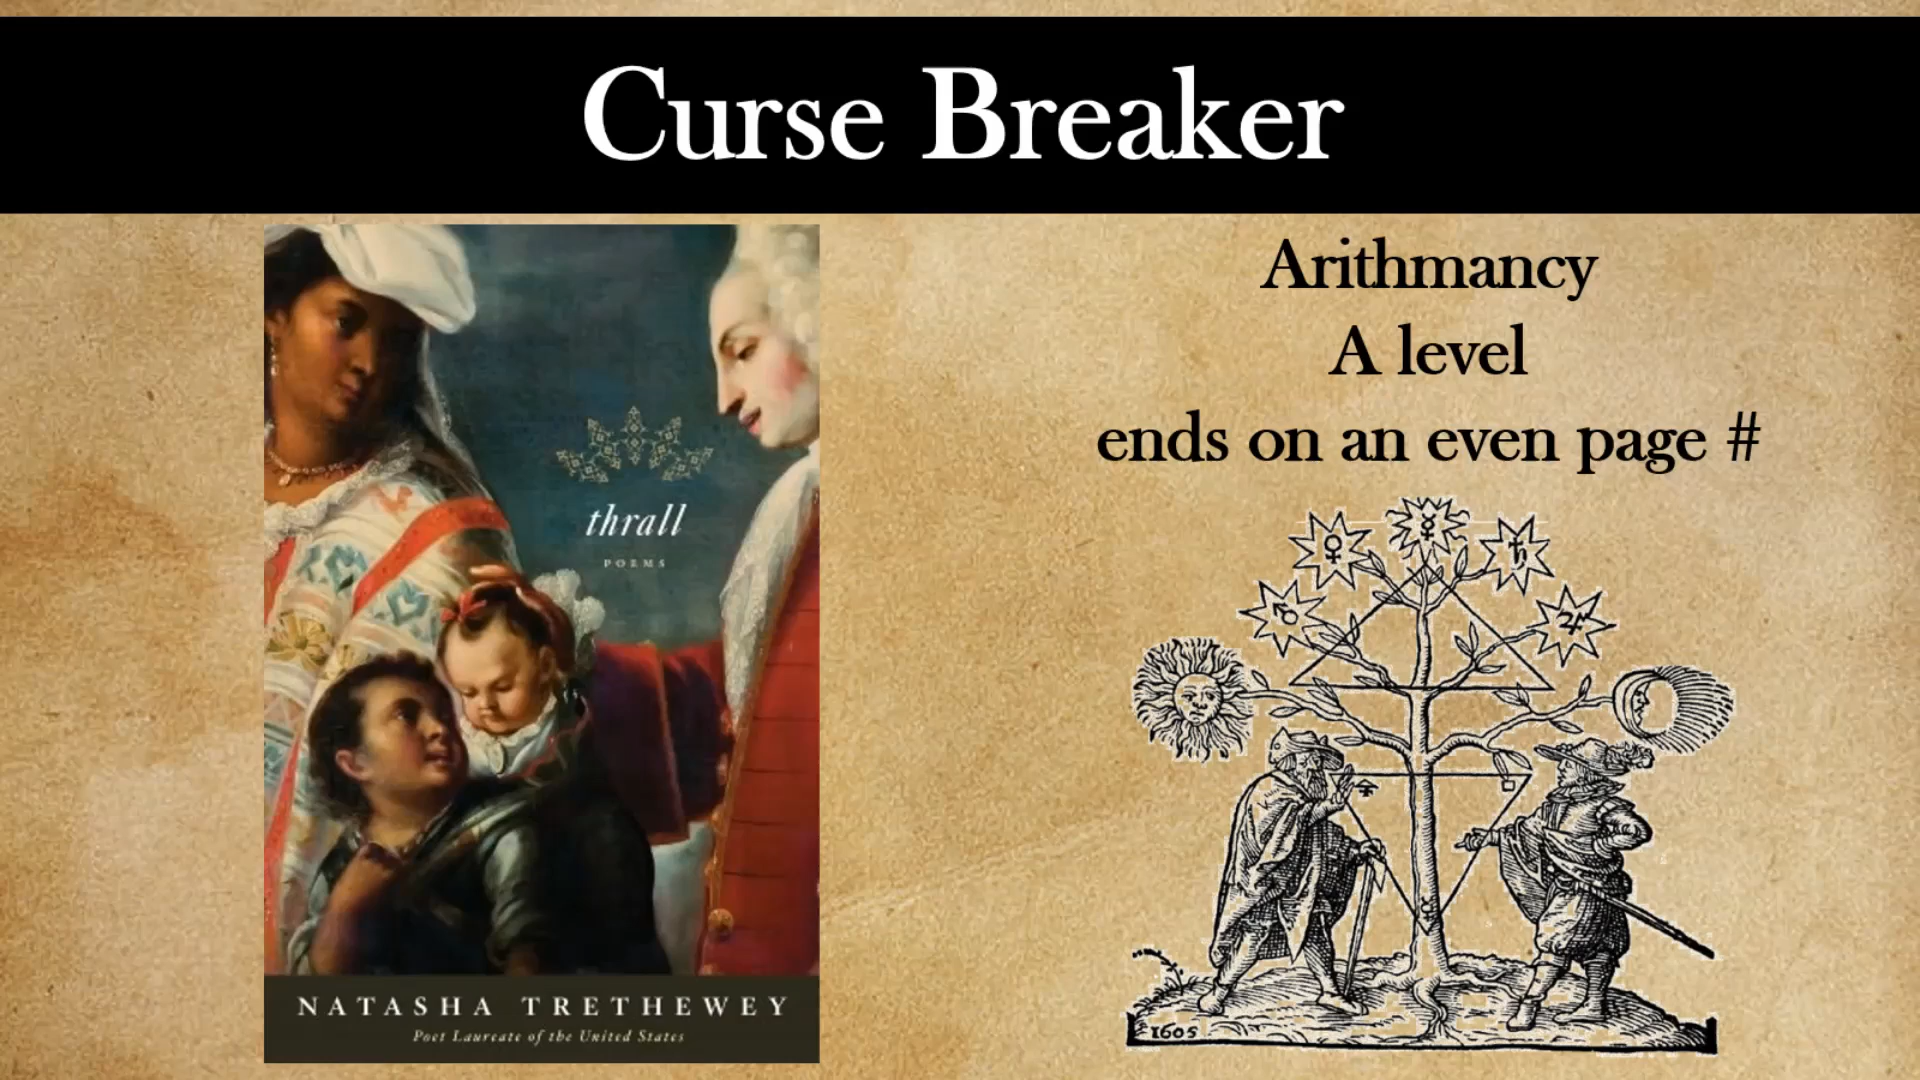 Curse Breaker
thrall
POEMS
NATASHA TRETHEWEY
Poet Laureate of the United States
Arithmancy
A level
ends on an even page #
1605